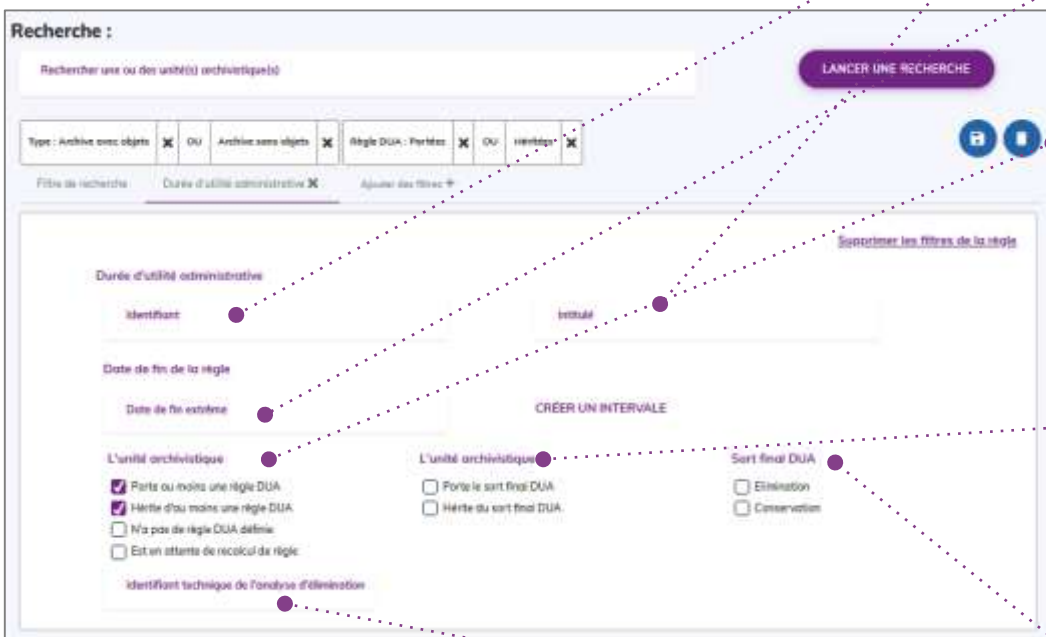 Recherche :
Rechercher une ou des unité(s) archivistique(s)
LANCER UNE RECHERCHE
Type : Archive avec objets ✖ OU Archive sans objets ✖ Règle DUA : Portées ✖ OU Héritées ✖
Filtre de recherche Durée d'utilité administrative ✖ Ajouter des filtres +
Supprimer les filtres de la règle
Durée d'utilité administrative
Identifiant Intitulé
Date de fin de la règle
Date de fin extrême CRÉER UN INTERVALE
L'unité archivistique L'unité archivistique Sort final DUA
Porte au moins une règle DUA Porte le sort final DUA Elimination
Hérite d'au moins une règle DUA Hérite du sort final DUA Conservation
N'a pas de règle DUA définie
Est en attente de recalcul de règle
Identifiant technique de l'analyse d'élimination